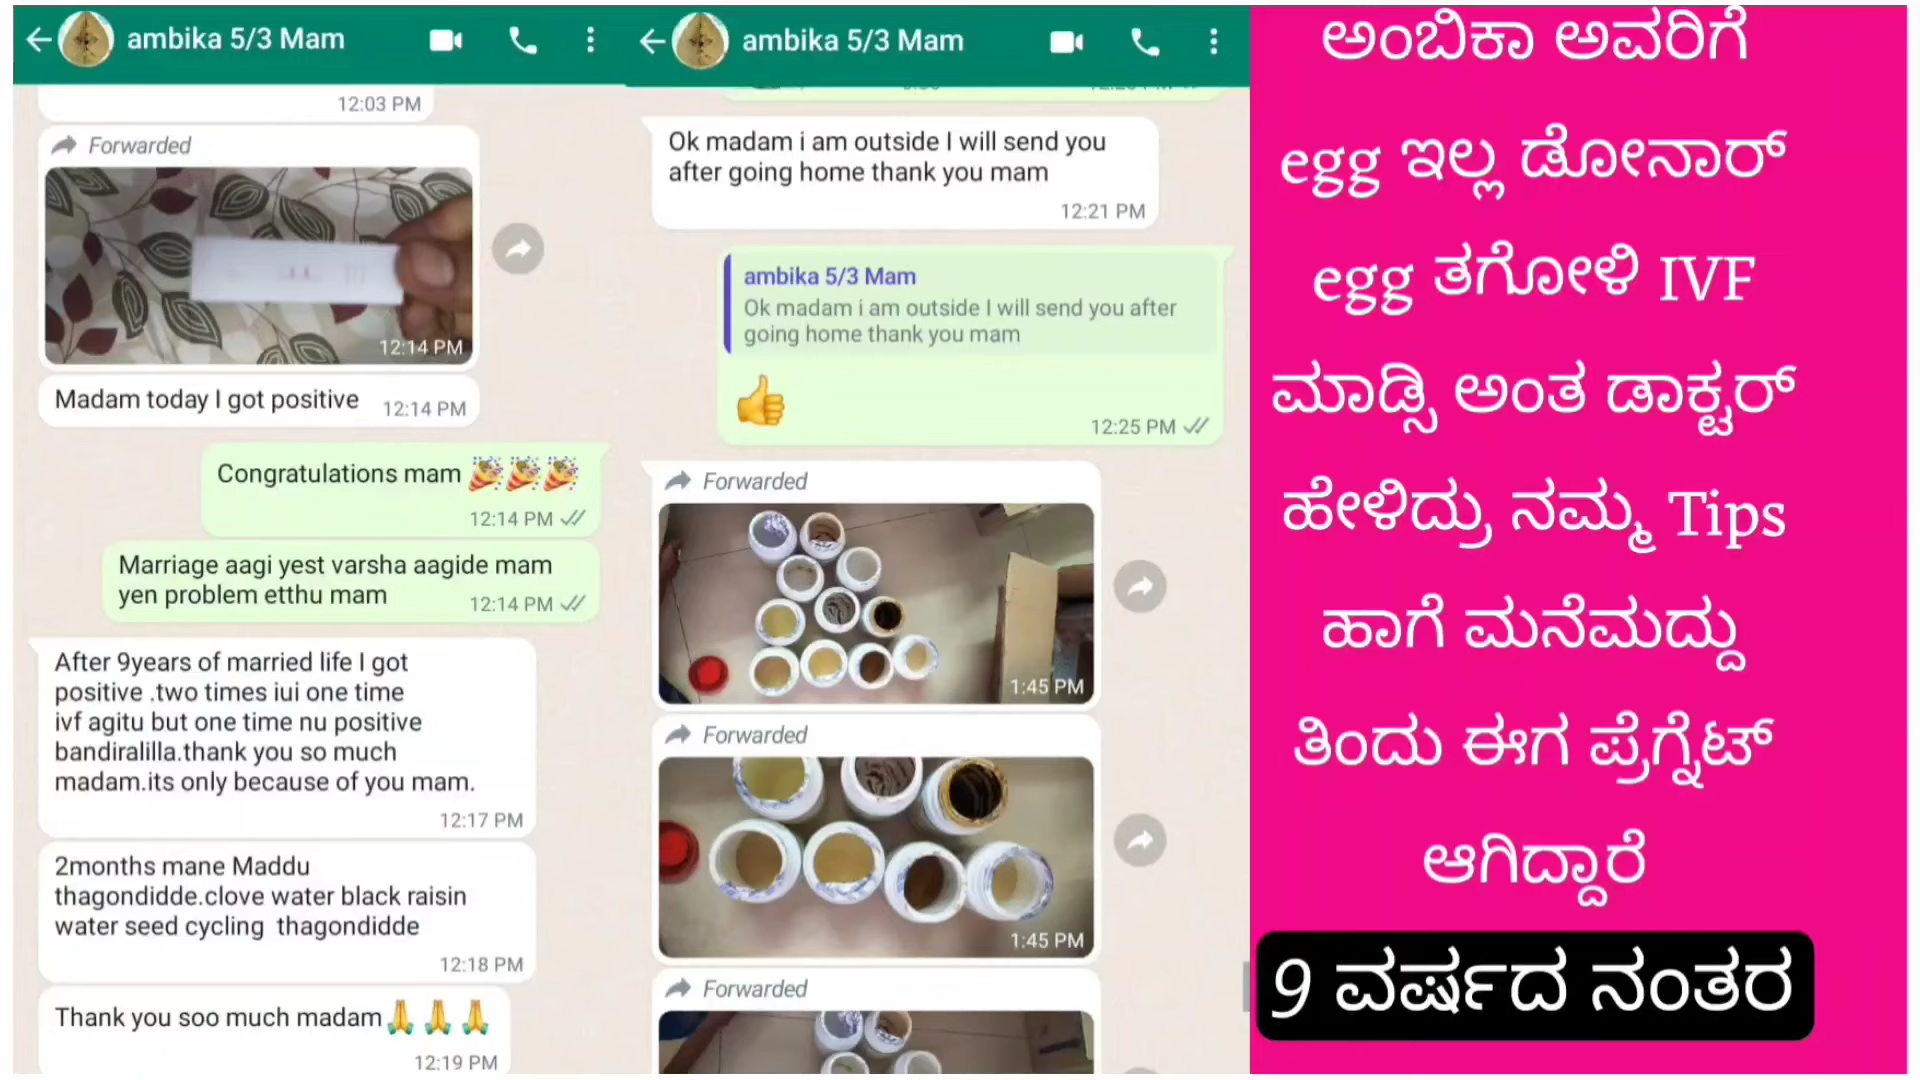 ambika 5/3 Mam
12:03 PM
Forwarded
12:14 PM
Madam today I got positive
12:14 PM
Congratulations mam 🎉🎉🎉
12:14 PM
Marriage aagi yest varsha aagide mam
yen problem etthu mam
12:14 PM
After 9years of married life I got
positive .two times iui one time
ivf agitu but one time nu positive
bandiralilla.thank you so much
madam.its only because of you mam.
12:17 PM
2months mane Maddu
thagondidde.clove water black raisin
water seed cycling  thagondidde
12:18 PM
Thank you soo much madam🙏🙏🙏
12:19 PM
ambika 5/3 Mam
Ok madam i am outside I will send you
after going home thank you mam
12:21 PM
ambika 5/3 Mam
Ok madam i am outside I will send you after
going home thank you mam
👍
12:25 PM
Forwarded
1:45 PM
Forwarded
1:45 PM
Forwarded
ಅಂಬಿಕಾ ಅವರಿಗೆ
egg ಇಲ್ಲ ಡೋನಾರ್
egg ತಗೋಳಿ IVF
ಮಾಡ್ಸಿ ಅಂತ ಡಾಕ್ಟರ್
ಹೇಳಿದ್ರು ನಮ್ಮ Tips
ಹಾಗೆ ಮನೆಮದ್ದು
ತಿಂದು ಈಗ ಪ್ರೆಗ್ನೆಟ್
ಆಗಿದ್ದಾರೆ
9 ವರ್ಷದ ನಂತರ